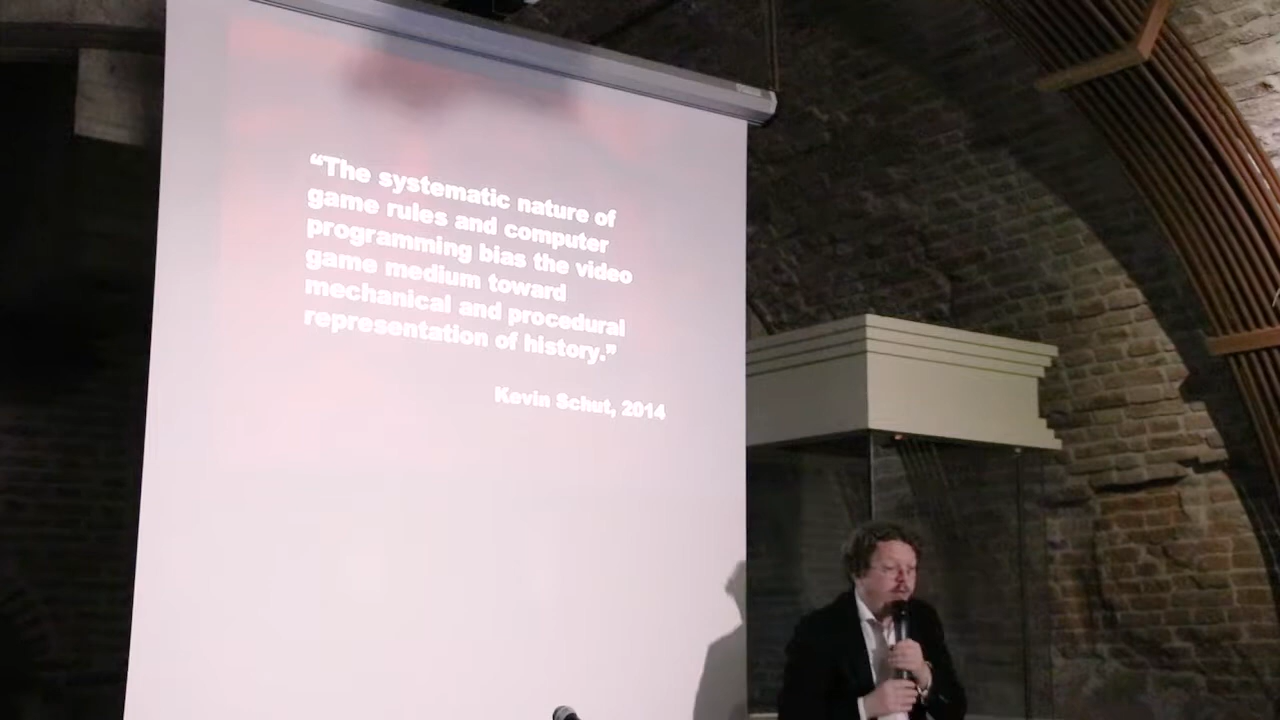 “The systematic nature of
game rules and computer
programming bias the video
game medium toward
mechanical and procedural
representation of history.”
Kevin Schut, 2014